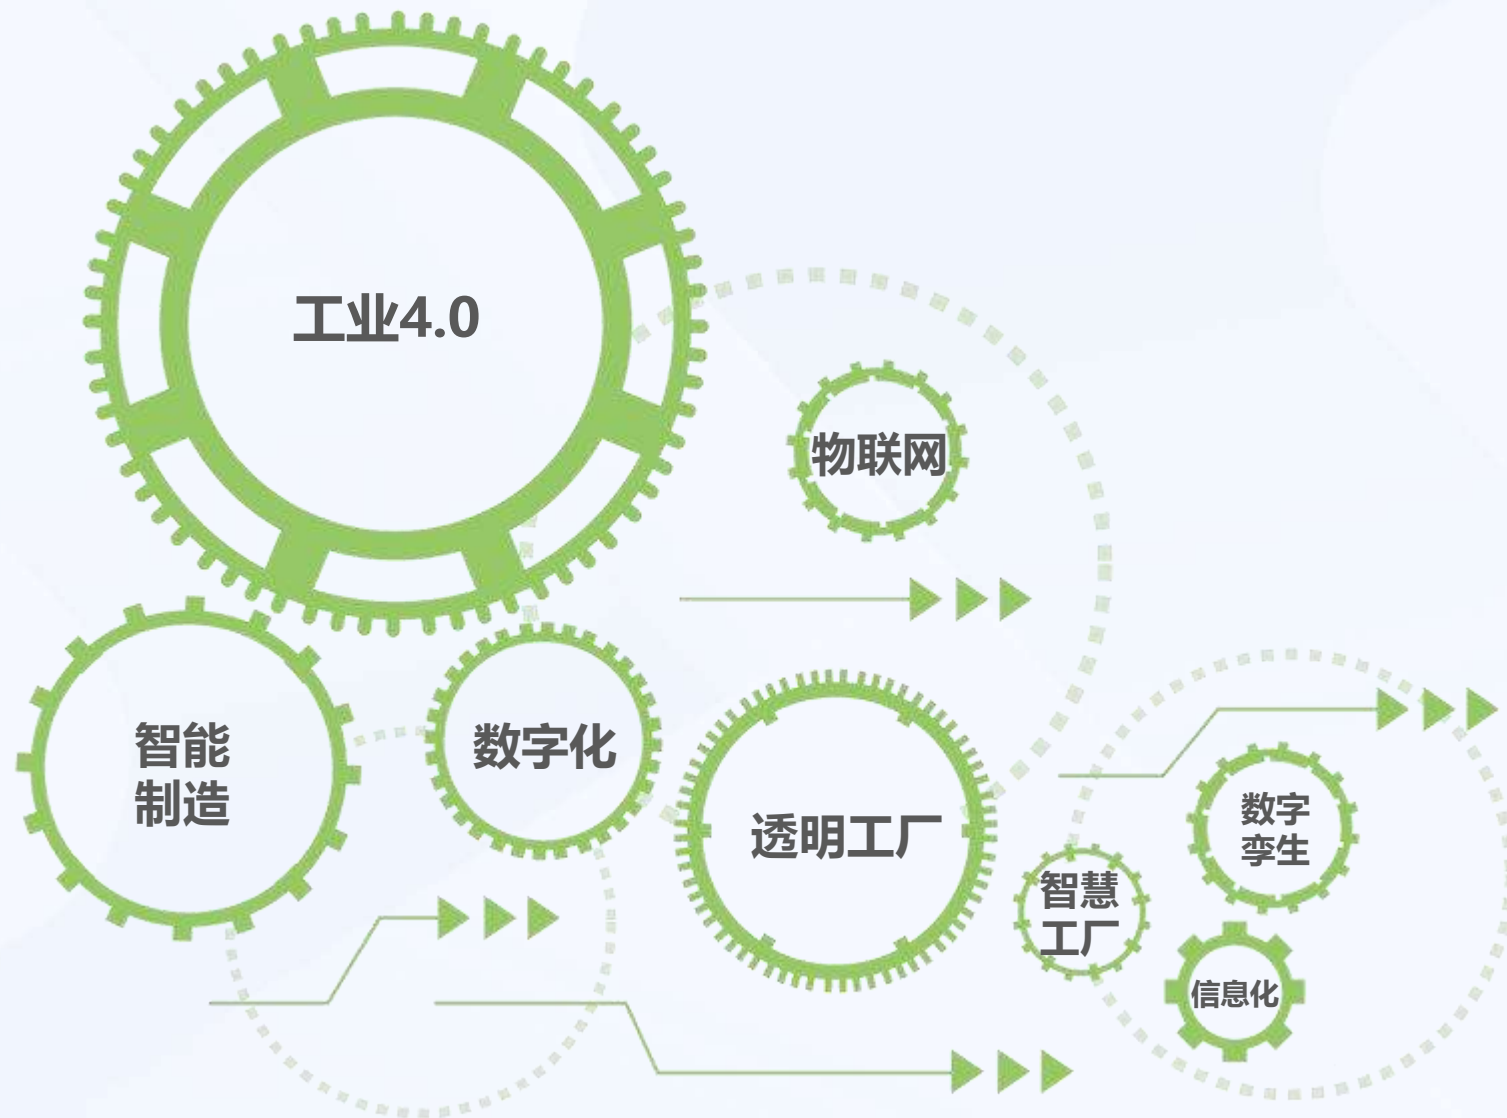 工业4.0
物联网
智能
制造
数字化
透明工厂
数字
孪生
智慧
工厂
信息化